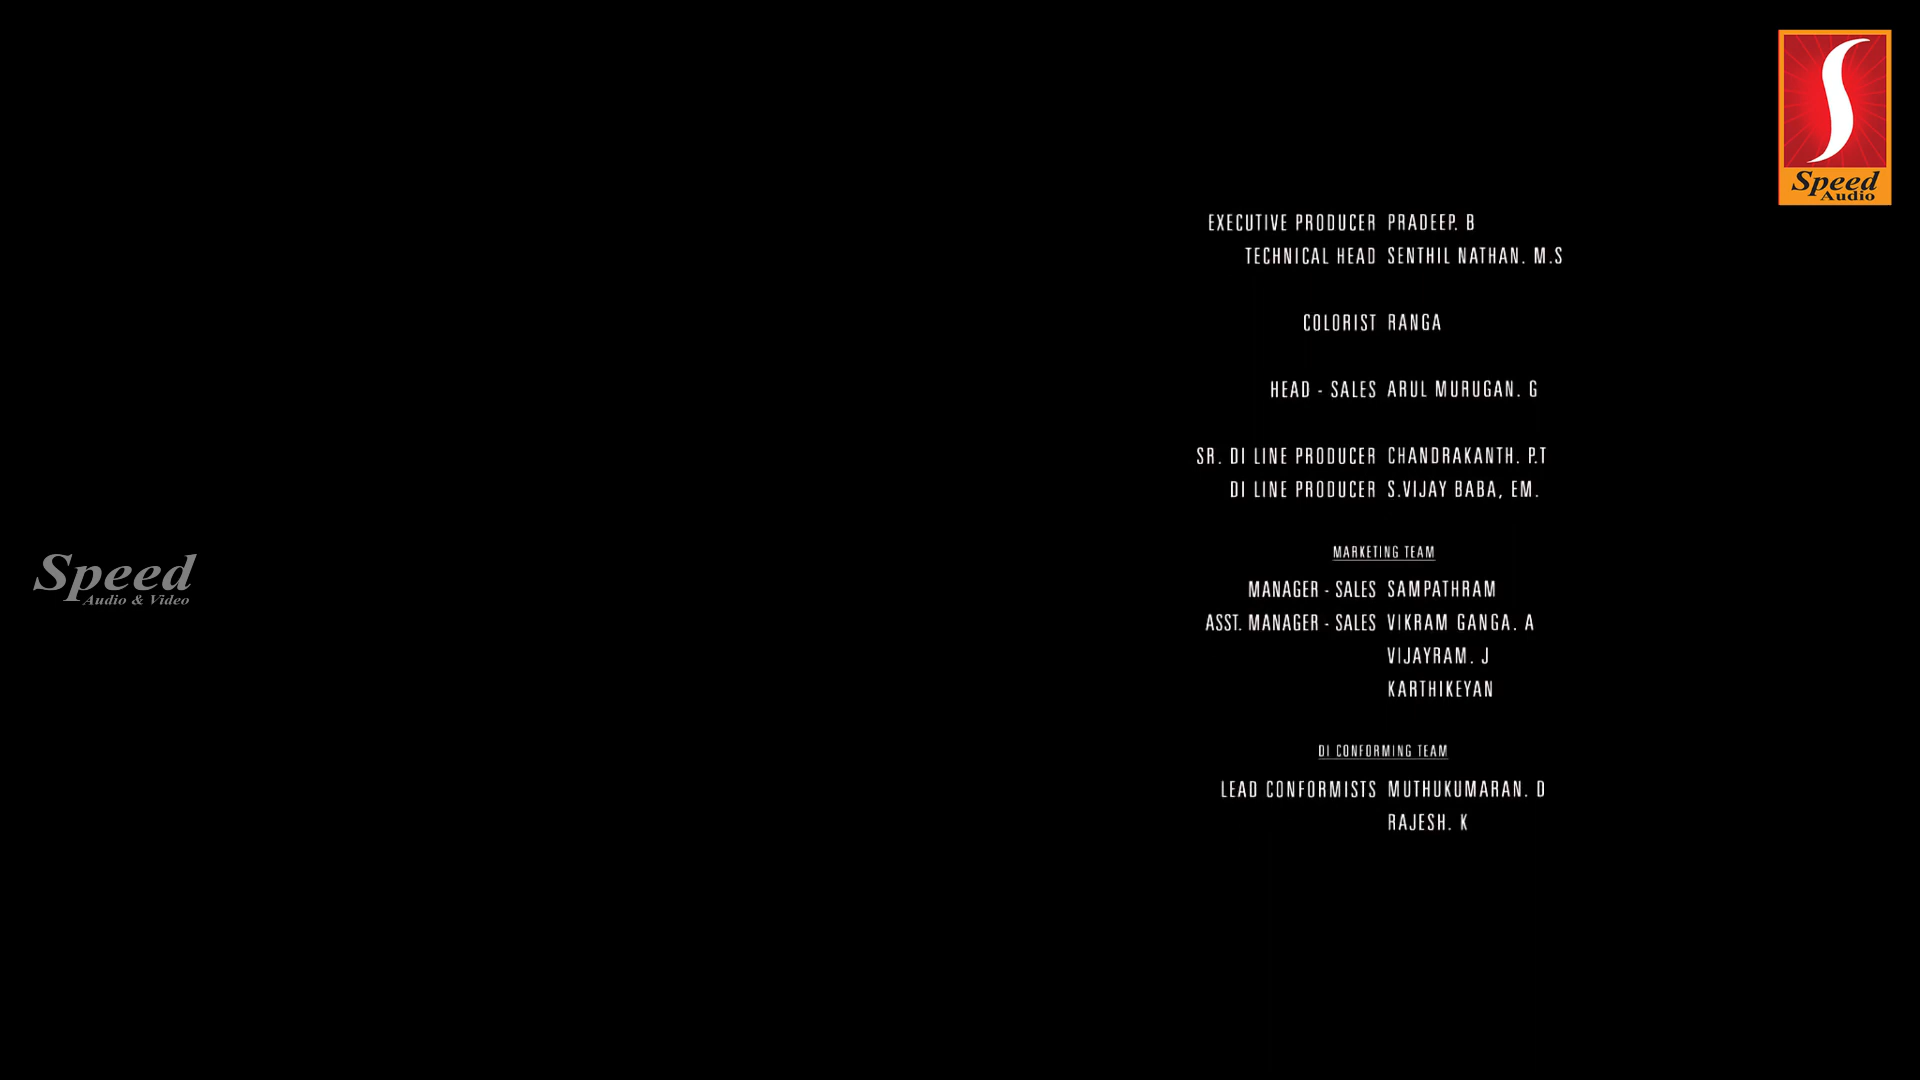 Speed
Audio
EXECUTIVE PRODUCER PRADEEP. B
TECHNICAL HEAD SENTHIL NATHAN. M.S
COLORIST RANGA
HEAD - SALES ARUL MURUGAN. G
SR. DI LINE PRODUCER CHANDRAKANTH. P.T
DI LINE PRODUCER S.VIJAY BABA, EM.
MARKETING TEAM
MANAGER - SALES SAMPATHRAM
ASST. MANAGER - SALES VIKRAM GANGA. A
VIJAYRAM. J
KARTHIKEYAN
DI CONFORMING TEAM
LEAD CONFORMISTS MUTHUKUMARAN. D
RAJESH. K
Speed
Audio & Video